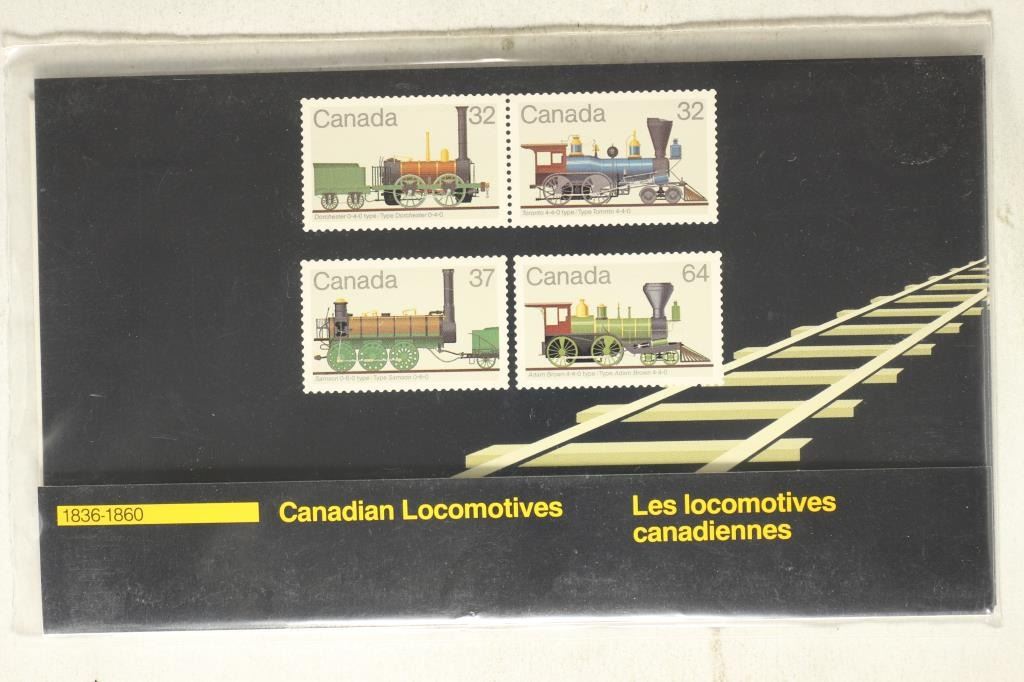 Canada 32
Dorchester 0-4-0 type/Type Dorchester 0-4-0
Canada 32
Toronto 4-4-0 type/Type Toronto 4-4-0
Canada 37
Samson 0-6-0 type/Type Samson 0-6-0
Canada 64
Adam Brown 4-4-0 type/Type Adam Brown 4-4-0
1836-1860
Canadian Locomotives
Les locomotives
canadiennes